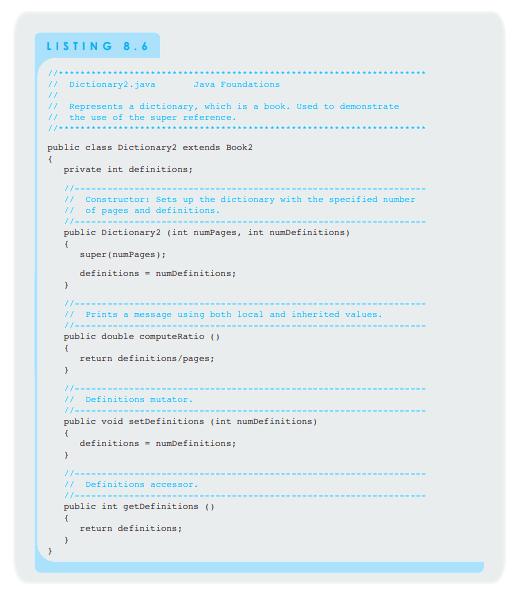 LISTING 8.6
//********************************************************************
//  Dictionary2.java       Java Foundations
//
//  Represents a dictionary, which is a book. Used to demonstrate
//  the use of the super reference.
//********************************************************************
public class Dictionary2 extends Book2
{
   private int definitions;
   //-----------------------------------------------------------------
   //  Constructor: Sets up the dictionary with the specified number
   //  of pages and definitions.
   //-----------------------------------------------------------------
   public Dictionary2 (int numPages, int numDefinitions)
   {
      super(numPages);
      definitions = numDefinitions;
   }
   //-----------------------------------------------------------------
   //  Prints a message using both local and inherited values.
   //-----------------------------------------------------------------
   public double computeRatio ()
   {
      return definitions/pages;
   }
   //-----------------------------------------------------------------
   //  Definitions mutator.
   //-----------------------------------------------------------------
   public void setDefinitions (int numDefinitions)
   {
      definitions = numDefinitions;
   }
   //-----------------------------------------------------------------
   //  Definitions accessor.
   //-----------------------------------------------------------------
   public int getDefinitions ()
   {
      return definitions;
   }
}